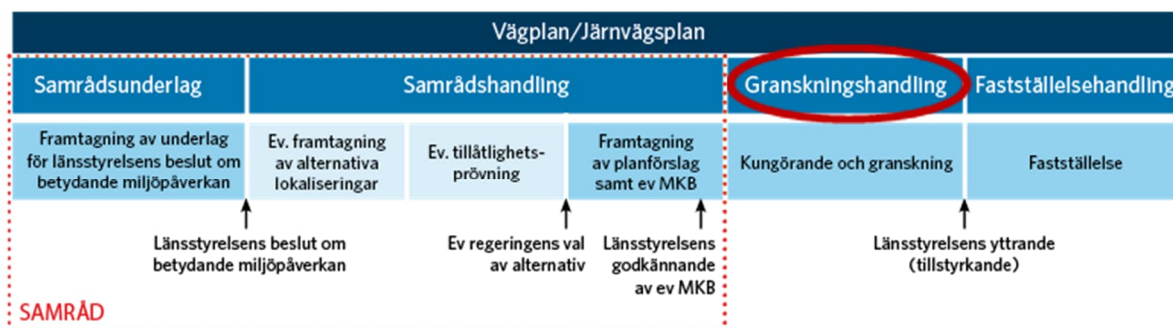 Vägplan/Järnvägsplan
Samrådsunderlag
Samrådshandling
Granskningshandling
Fastställelsehandling
Framtagning av underlag
för länsstyrelsens beslut om
betydande miljöpåverkan
Ev. framtagning
av alternativa
lokaliseringar
Ev. tillåtlighets-
prövning
Framtagning
av planförslag
samt ev MKB
Kungörande och granskning
Fastställelse
Länsstyrelsens beslut om
betydande miljöpåverkan
Ev regeringens val
av alternativ
Länsstyrelsens
godkännande
av ev MKB
Länsstyrelsens yttrande
(tillstyrkande)
SAMRÅD